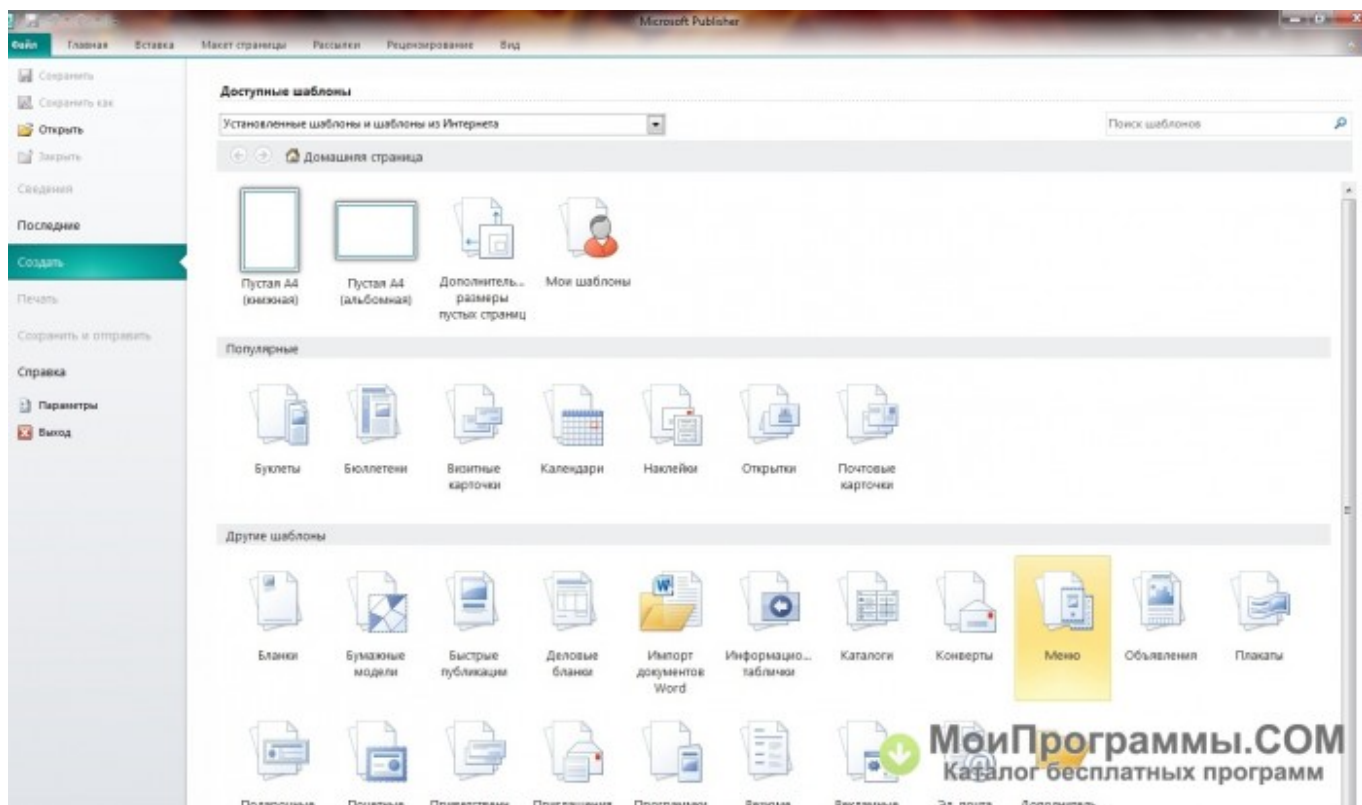 Microsoft Publisher
Файл Главная Вставка Макет страницы Рассылки Рецензирование Вид
Сохранить
Сохранить как
Открыть
Закрыть
Сведения
Последние
Создать
Печать
Сохранить и отправить
Справка
Параметры
Выход
Доступные шаблоны
Установленные шаблоны и шаблоны из Интернета
Поиск шаблонов
Домашняя страница
Пустая A4
(книжная)
Пустая A4
(альбомная)
Дополнитель...
размеры
пустых страниц
Мои шаблоны
Популярные
Буклеты
Бюллетени
Визитные
карточки
Календари
Наклейки
Открытки
Почтовые
карточки
Другие шаблоны
Бланки
Бумажные
модели
Быстрые
публикации
Деловые
бланки
Импорт
документов
Word
Информацио...
таблички
Каталоги
Конверты
Меню
Объявления
Плакаты
МоиПрограммы.COM
Каталог бесплатных программ